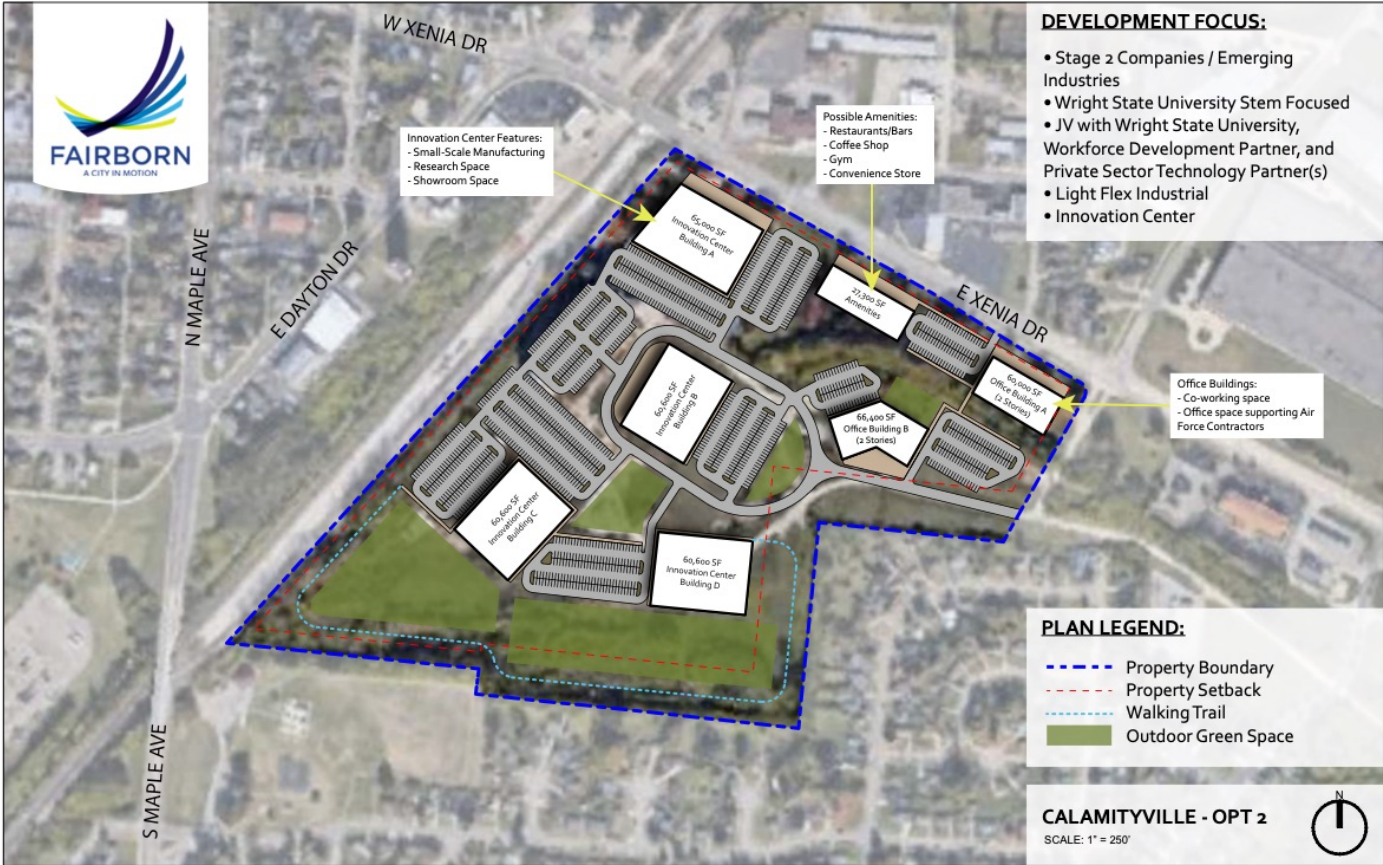 FAIRBORN
A CITY IN MOTION
W XENIA DR
N MAPLE AVE
E DAYTON DR
S MAPLE AVE
E XENIA DR
Innovation Center Features:
- Small-Scale Manufacturing
- Research Space
- Showroom Space
Possible Amenities:
- Restaurants/Bars
- Coffee Shop
- Gym
- Convenience Store
Office Buildings:
- Co-working space
- Office space supporting Air
Force Contractors
65,000 SF
Innovation Center
Building A
27,300 SF
Amenities
60,000 SF
Office Building A
(2 Stories)
60,600 SF
Innovation Center
Building B
66,400 SF
Office Building B
(2 Stories)
60,600 SF
Innovation Center
Building C
60,600 SF
Innovation Center
Building D
DEVELOPMENT FOCUS:
• Stage 2 Companies / Emerging
Industries
• Wright State University Stem Focused
• JV with Wright State University,
Workforce Development Partner, and
Private Sector Technology Partner(s)
• Light Flex Industrial
• Innovation Center
PLAN LEGEND:
Property Boundary
Property Setback
Walking Trail
Outdoor Green Space
CALAMITYVILLE - OPT 2
SCALE: 1" = 250'
N